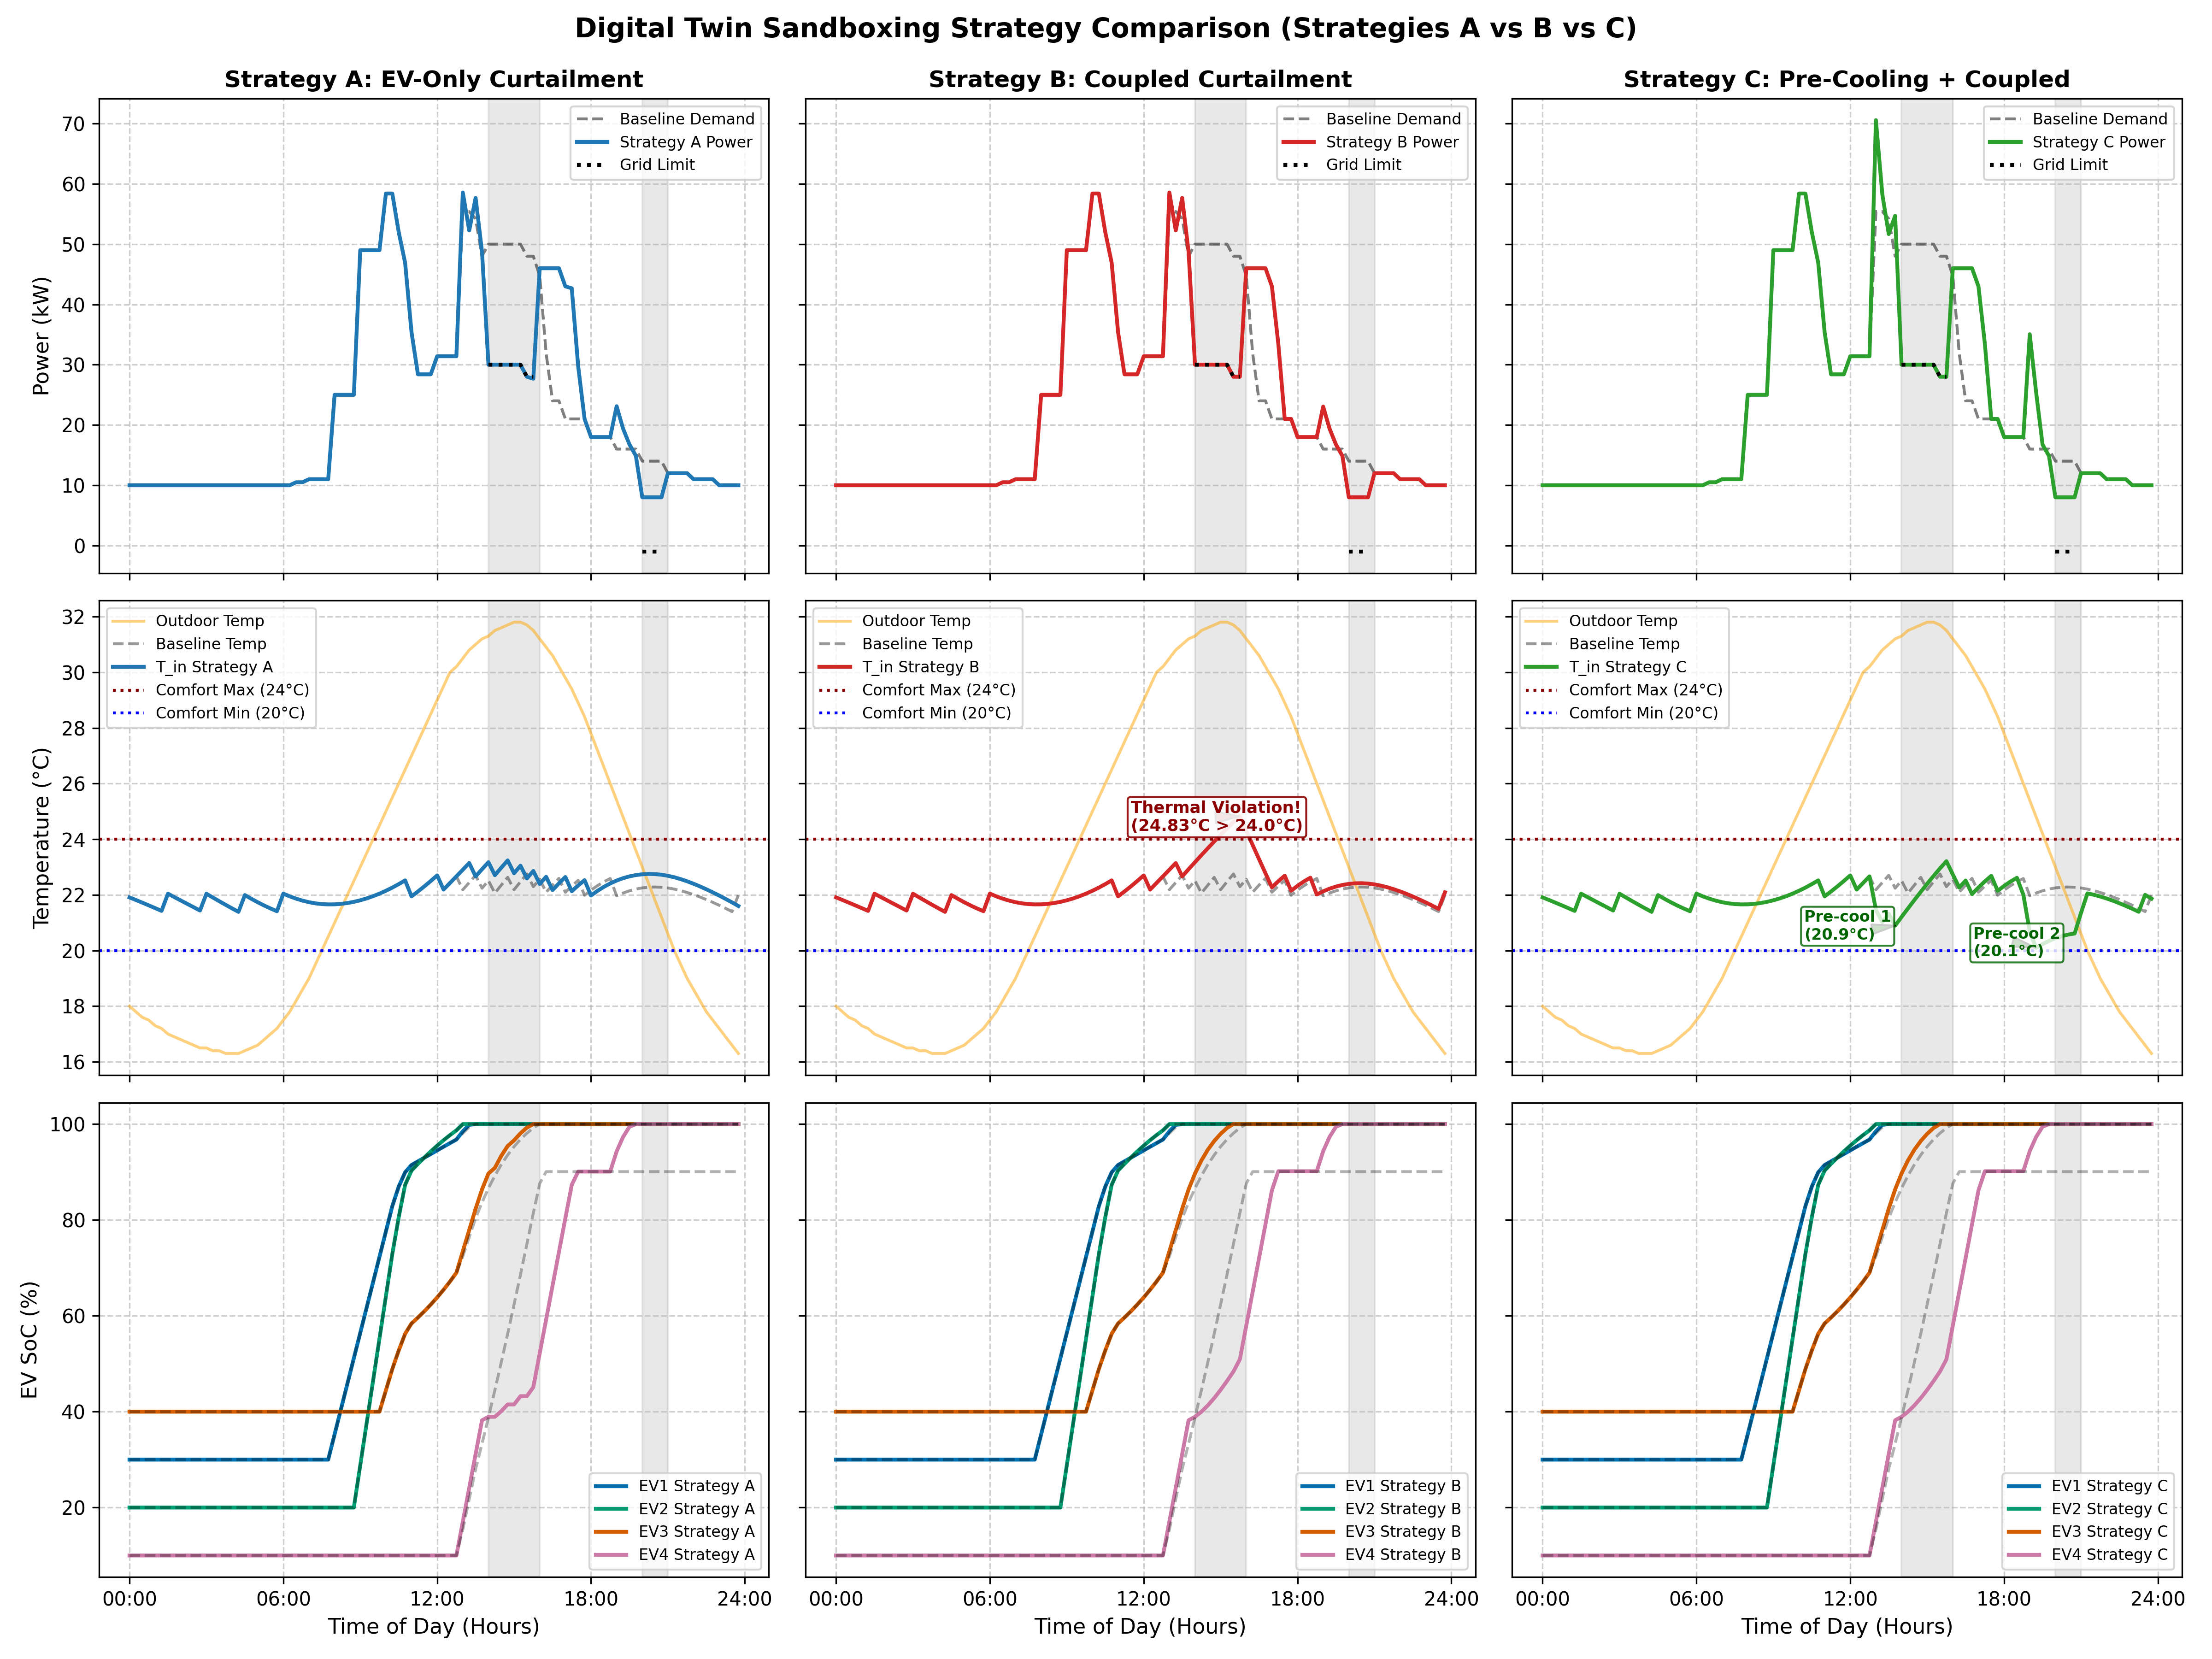 Digital Twin Sandboxing Strategy Comparison (Strategies A vs B vs C)
Strategy A: EV-Only Curtailment
Strategy B: Coupled Curtailment
Strategy C: Pre-Cooling + Coupled
Power (kW)
70
60
50
40
30
20
10
0
Baseline Demand
Strategy A Power
Grid Limit
Baseline Demand
Strategy B Power
Grid Limit
Baseline Demand
Strategy C Power
Grid Limit
Temperature (°C)
32
30
28
26
24
22
20
18
16
Outdoor Temp
Baseline Temp
T_in Strategy A
Comfort Max (24°C)
Comfort Min (20°C)
Outdoor Temp
Baseline Temp
T_in Strategy B
Comfort Max (24°C)
Comfort Min (20°C)
Thermal Violation!
(24.83°C > 24.0°C)
Outdoor Temp
Baseline Temp
T_in Strategy C
Comfort Max (24°C)
Comfort Min (20°C)
Pre-cool 1
(20.9°C)
Pre-cool 2
(20.1°C)
EV SoC (%)
100
80
60
40
20
EV1 Strategy A
EV2 Strategy A
EV3 Strategy A
EV4 Strategy A
EV1 Strategy B
EV2 Strategy B
EV3 Strategy B
EV4 Strategy B
EV1 Strategy C
EV2 Strategy C
EV3 Strategy C
EV4 Strategy C
00:00 06:00 12:00 18:00 24:00
00:00 06:00 12:00 18:00 24:00
00:00 06:00 12:00 18:00 24:00
Time of Day (Hours)
Time of Day (Hours)
Time of Day (Hours)